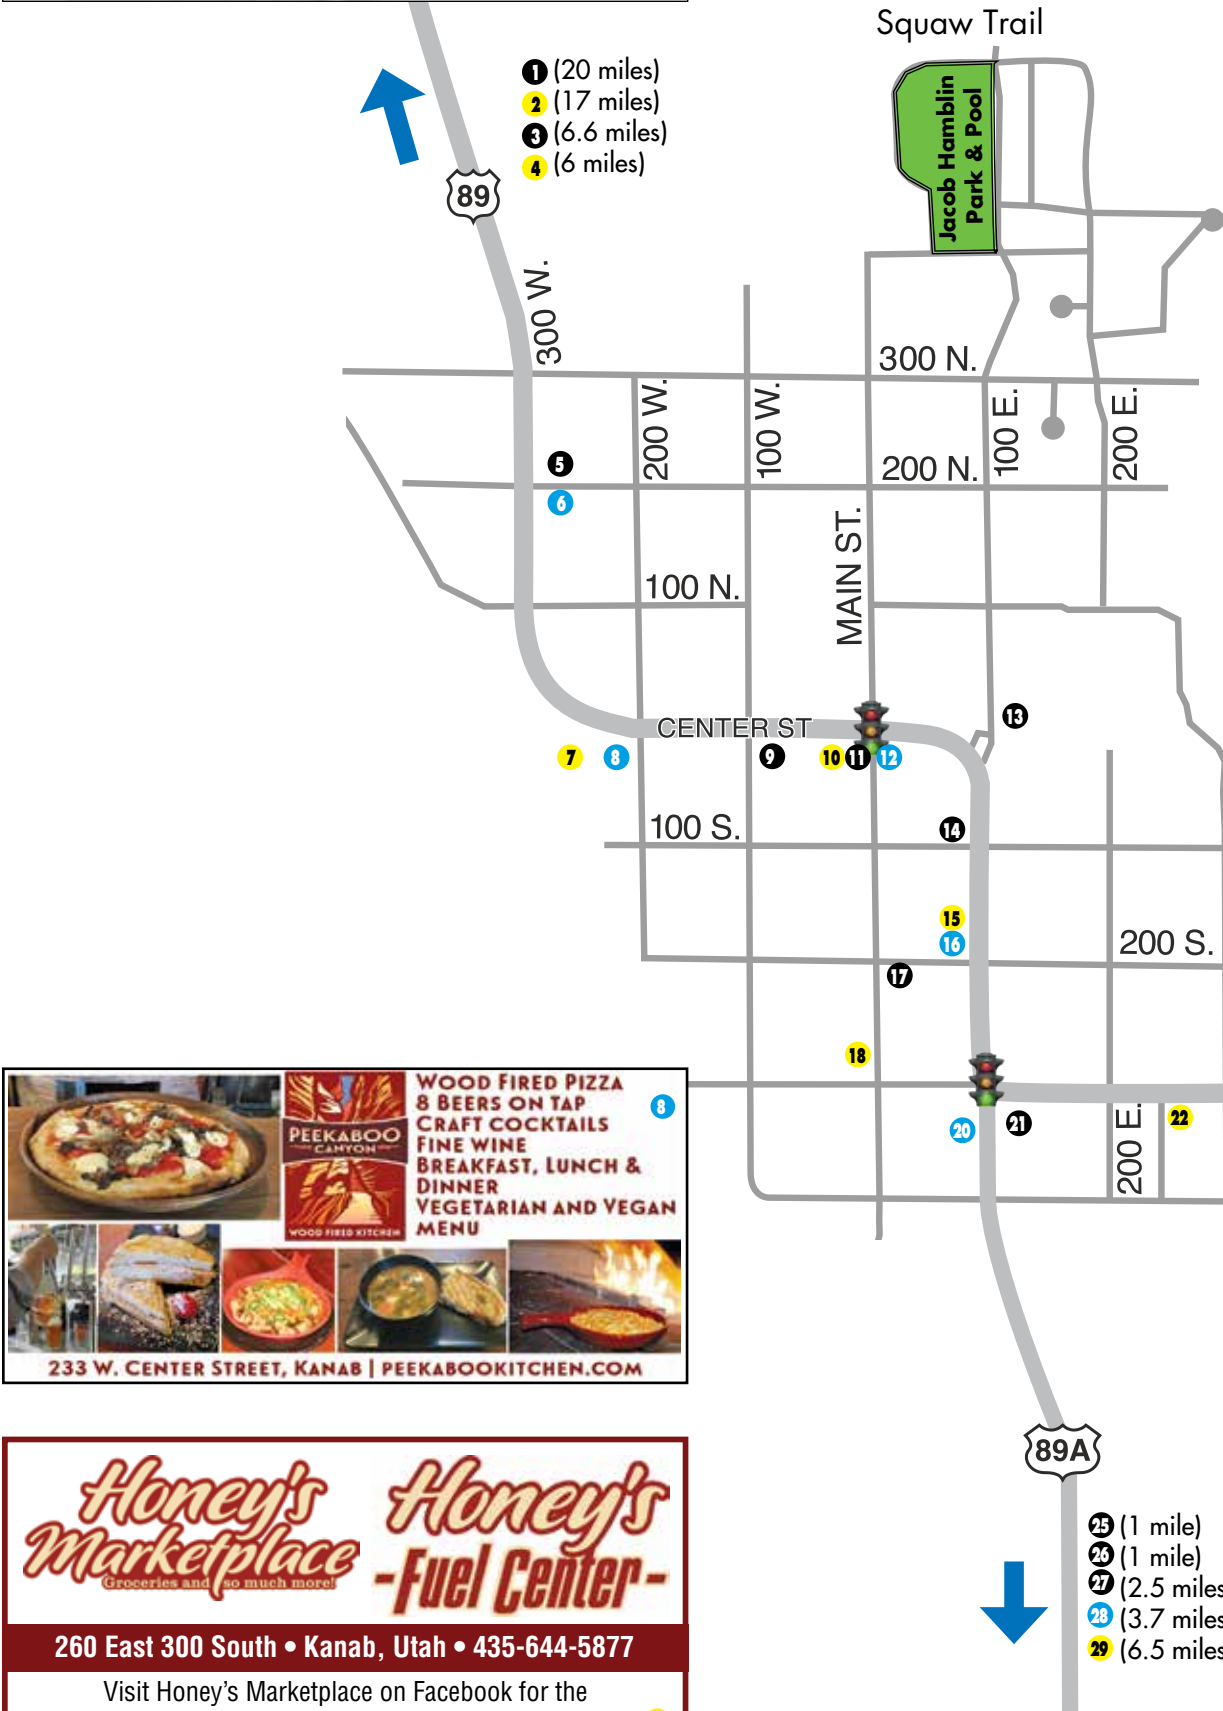 Squaw Trail
1 (20 miles)
2 (17 miles)
3 (6.6 miles)
4 (6 miles)
Jacob Hamblin
Park & Pool
89
300 W.
300 N.
200 W.
100 W.
100 E.
200 E.
5
200 N.
6
MAIN ST.
100 N.
13
CENTER ST
7
8
9
10
11
12
100 S.
14
15
16
200 S.
17
18
20
21
22
200 E.
WOOD FIRED PIZZA
8 BEERS ON TAP
CRAFT COCKTAILS
FINE WINE
BREAKFAST, LUNCH &
DINNER
VEGETARIAN AND VEGAN
MENU
8
PEEKABOO
CANYON
WOOD FIRED KITCHEN
233 W. CENTER STREET, KANAB | PEEKABOOKITCHEN.COM
89A
25 (1 mile)
26 (1 mile)
27 (2.5 miles
28 (3.7 miles
29 (6.5 miles
Honey's
Marketplace
Groceries and so much more!
Honey's
-Fuel Center-
260 East 300 South • Kanab, Utah • 435-644-5877
Visit Honey's Marketplace on Facebook for the